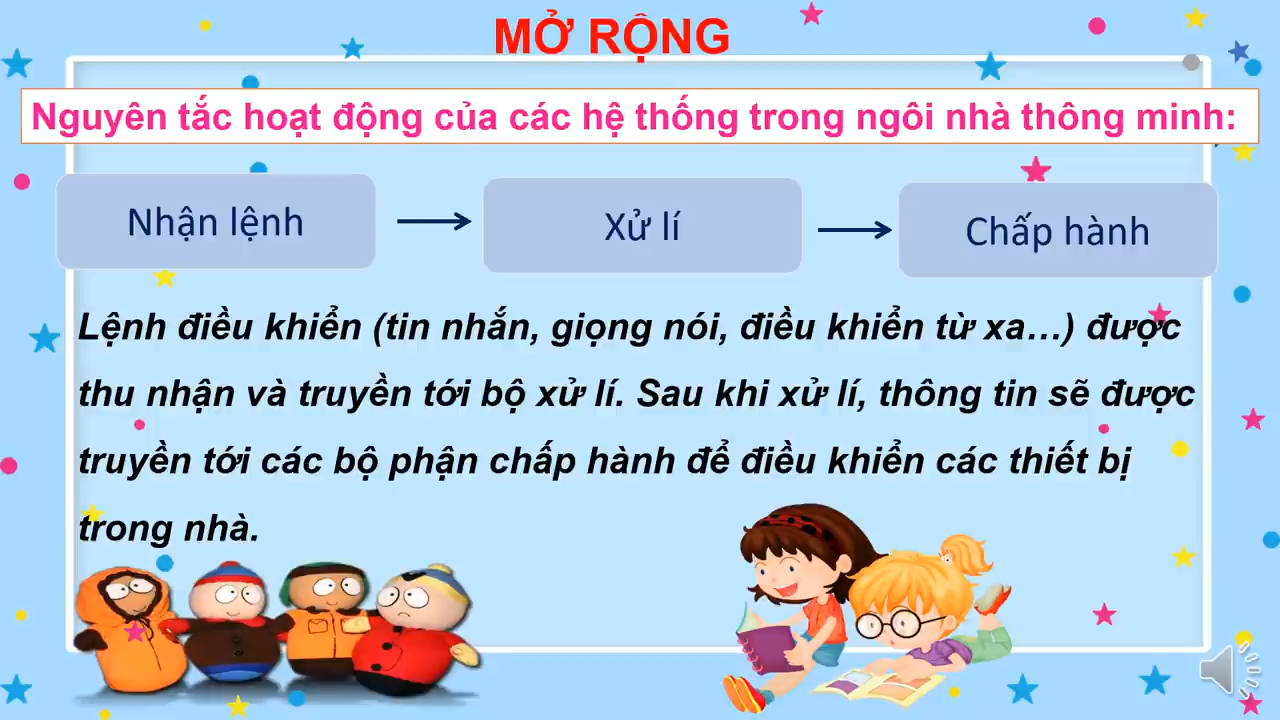 MỞ RỘNG
Nguyên tắc hoạt động của các hệ thống trong ngôi nhà thông minh:
Nhận lệnh
Xử lí
Chấp hành
Lệnh điều khiển (tin nhắn, giọng nói, điều khiển từ xa...) được
thu nhận và truyền tới bộ xử lí. Sau khi xử lí, thông tin sẽ được
truyền tới các bộ phận chấp hành để điều khiển các thiết bị
trong nhà.